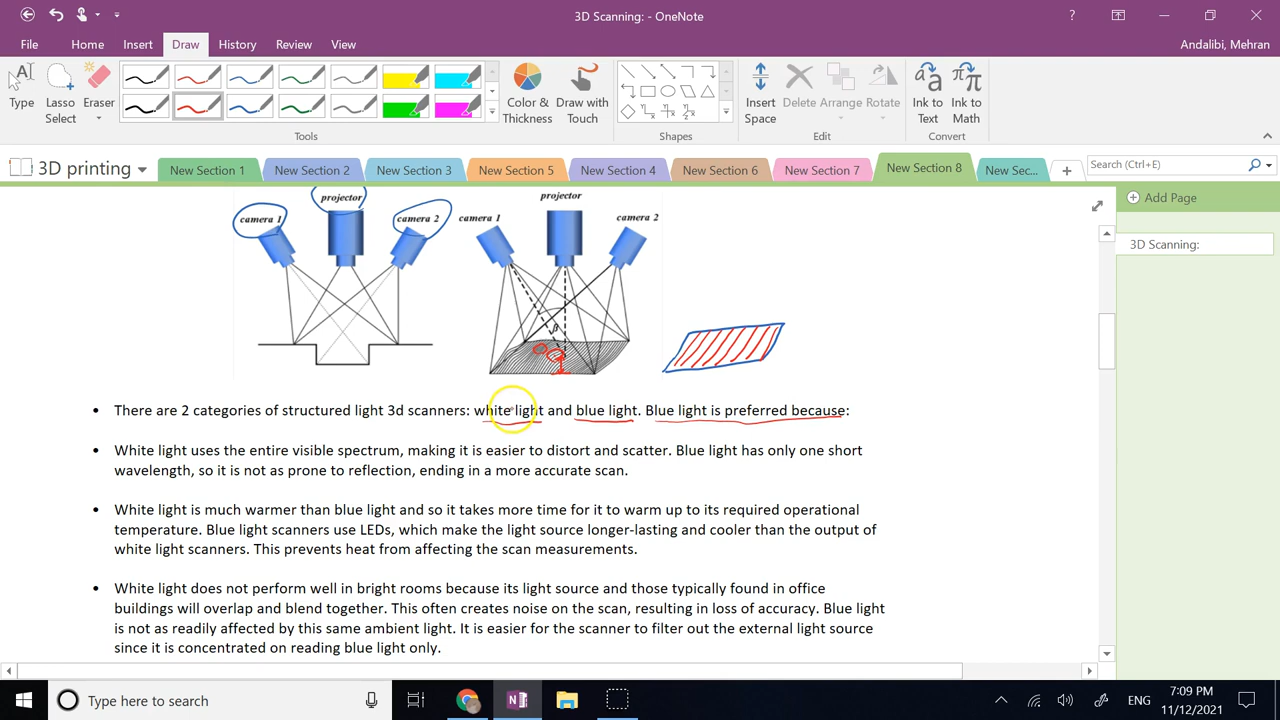 3D Scanning: - OneNote
?
Andalibi, Mehran
File Home Insert Draw History Review View
Type
Lasso Select
Eraser
Color & Thickness
Draw with Touch
Insert Space
Delete
Arrange
Rotate
Ink to Text
Ink to Math
Tools
Shapes
Edit
Convert
3D printing
New Section 1
New Section 2
New Section 3
New Section 5
New Section 4
New Section 6
New Section 7
New Section 8
New Sec...
Search (Ctrl+E)
Add Page
3D Scanning:
projector
camera 1
camera 2
projector
camera 1
camera 2
β
• There are 2 categories of structured light 3d scanners: white light and blue light. Blue light is preferred because:
• White light uses the entire visible spectrum, making it is easier to distort and scatter. Blue light has only one short
wavelength, so it is not as prone to reflection, ending in a more accurate scan.
• White light is much warmer than blue light and so it takes more time for it to warm up to its required operational
temperature. Blue light scanners use LEDs, which make the light source longer-lasting and cooler than the output of
white light scanners. This prevents heat from affecting the scan measurements.
• White light does not perform well in bright rooms because its light source and those typically found in office
buildings will overlap and blend together. This often creates noise on the scan, resulting in loss of accuracy. Blue light
is not as readily affected by this same ambient light. It is easier for the scanner to filter out the external light source
since it is concentrated on reading blue light only.
Type here to search
ENG
7:09 PM
11/12/2021